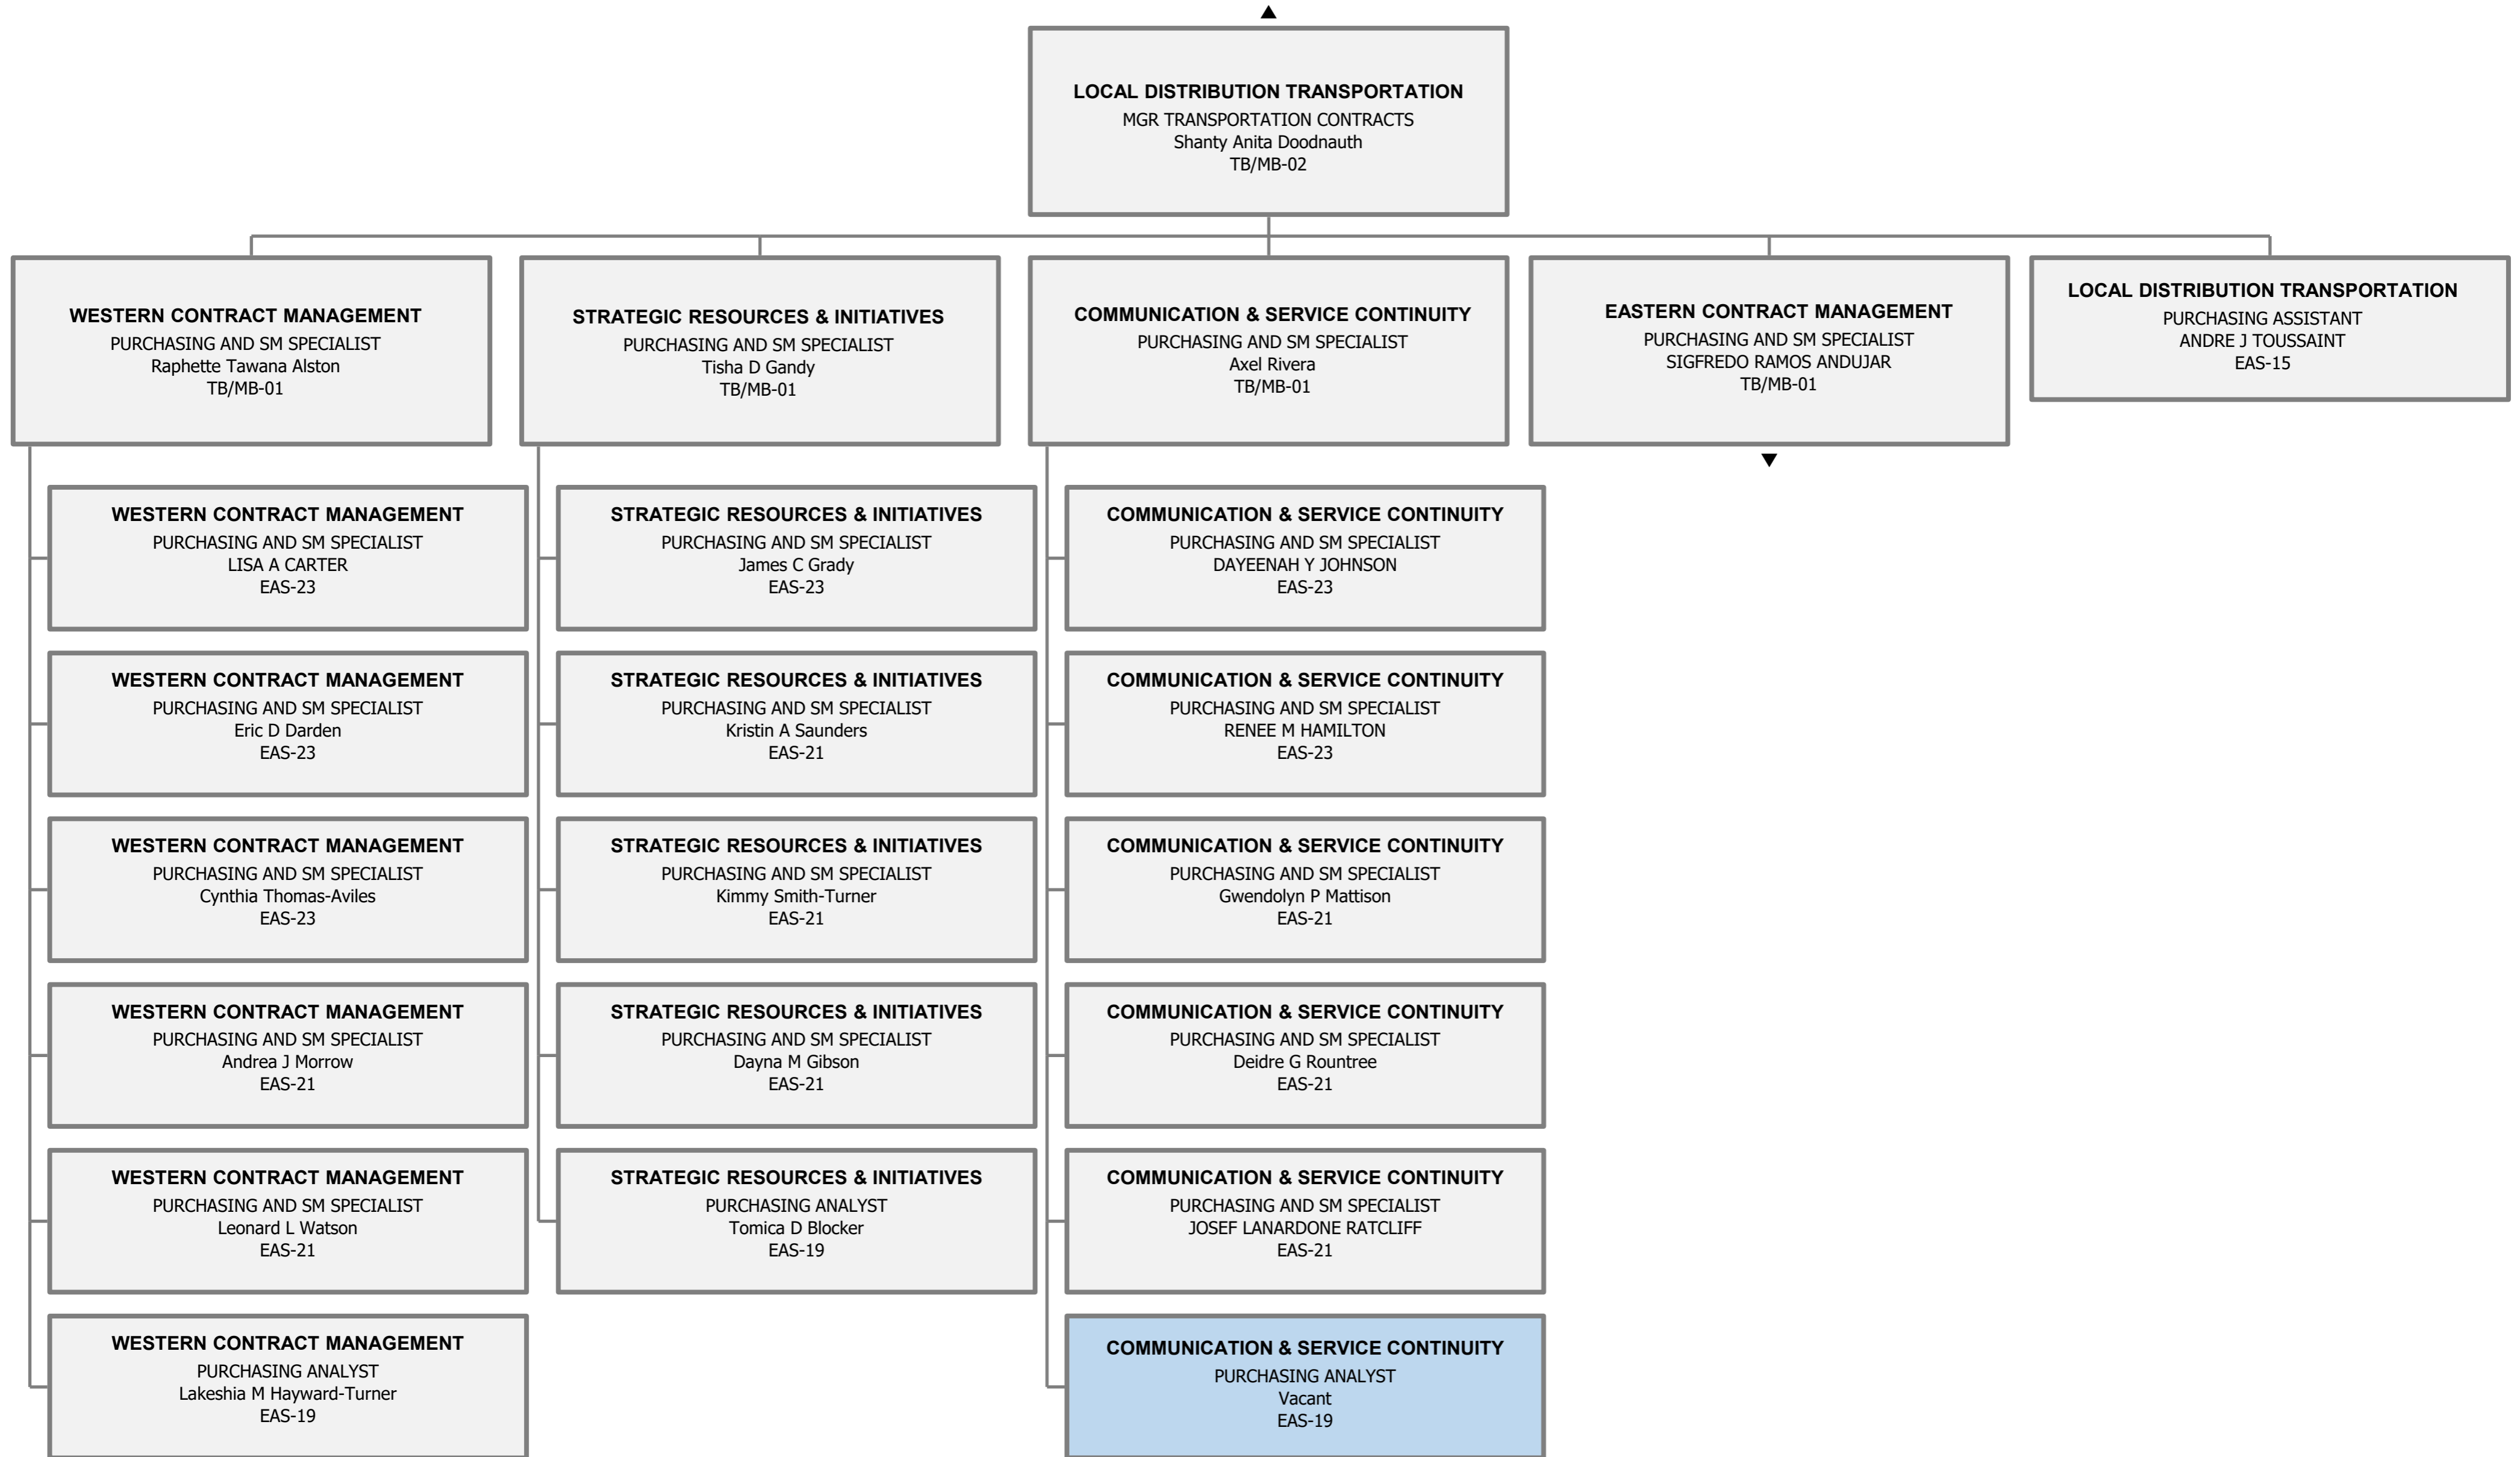 LOCAL DISTRIBUTION TRANSPORTATION
MGR TRANSPORTATION CONTRACTS
Shanty Anita Doodnauth
TB/MB-02
WESTERN CONTRACT MANAGEMENT
PURCHASING AND SM SPECIALIST
Raphette Tawana Alston
TB/MB-01
STRATEGIC RESOURCES & INITIATIVES
PURCHASING AND SM SPECIALIST
Tisha D Gandy
TB/MB-01
COMMUNICATION & SERVICE CONTINUITY
PURCHASING AND SM SPECIALIST
Axel Rivera
TB/MB-01
EASTERN CONTRACT MANAGEMENT
PURCHASING AND SM SPECIALIST
SIGFREDO RAMOS ANDUJAR
TB/MB-01
LOCAL DISTRIBUTION TRANSPORTATION
PURCHASING ASSISTANT
ANDRE J TOUSSAINT
EAS-15
WESTERN CONTRACT MANAGEMENT
PURCHASING AND SM SPECIALIST
LISA A CARTER
EAS-23
WESTERN CONTRACT MANAGEMENT
PURCHASING AND SM SPECIALIST
Eric D Darden
EAS-23
WESTERN CONTRACT MANAGEMENT
PURCHASING AND SM SPECIALIST
Cynthia Thomas-Aviles
EAS-23
WESTERN CONTRACT MANAGEMENT
PURCHASING AND SM SPECIALIST
Andrea J Morrow
EAS-21
WESTERN CONTRACT MANAGEMENT
PURCHASING AND SM SPECIALIST
Leonard L Watson
EAS-21
WESTERN CONTRACT MANAGEMENT
PURCHASING ANALYST
Lakeshia M Hayward-Turner
EAS-19
STRATEGIC RESOURCES & INITIATIVES
PURCHASING AND SM SPECIALIST
James C Grady
EAS-23
STRATEGIC RESOURCES & INITIATIVES
PURCHASING AND SM SPECIALIST
Kristin A Saunders
EAS-21
STRATEGIC RESOURCES & INITIATIVES
PURCHASING AND SM SPECIALIST
Kimmy Smith-Turner
EAS-21
STRATEGIC RESOURCES & INITIATIVES
PURCHASING AND SM SPECIALIST
Dayna M Gibson
EAS-21
STRATEGIC RESOURCES & INITIATIVES
PURCHASING ANALYST
Tomica D Blocker
EAS-19
COMMUNICATION & SERVICE CONTINUITY
PURCHASING AND SM SPECIALIST
DAYEENAH Y JOHNSON
EAS-23
COMMUNICATION & SERVICE CONTINUITY
PURCHASING AND SM SPECIALIST
RENEE M HAMILTON
EAS-23
COMMUNICATION & SERVICE CONTINUITY
PURCHASING AND SM SPECIALIST
Gwendolyn P Mattison
EAS-21
COMMUNICATION & SERVICE CONTINUITY
PURCHASING AND SM SPECIALIST
Deidre G Rountree
EAS-21
COMMUNICATION & SERVICE CONTINUITY
PURCHASING AND SM SPECIALIST
JOSEF LANARDONE RATCLIFF
EAS-21
COMMUNICATION & SERVICE CONTINUITY
PURCHASING ANALYST
Vacant
EAS-19